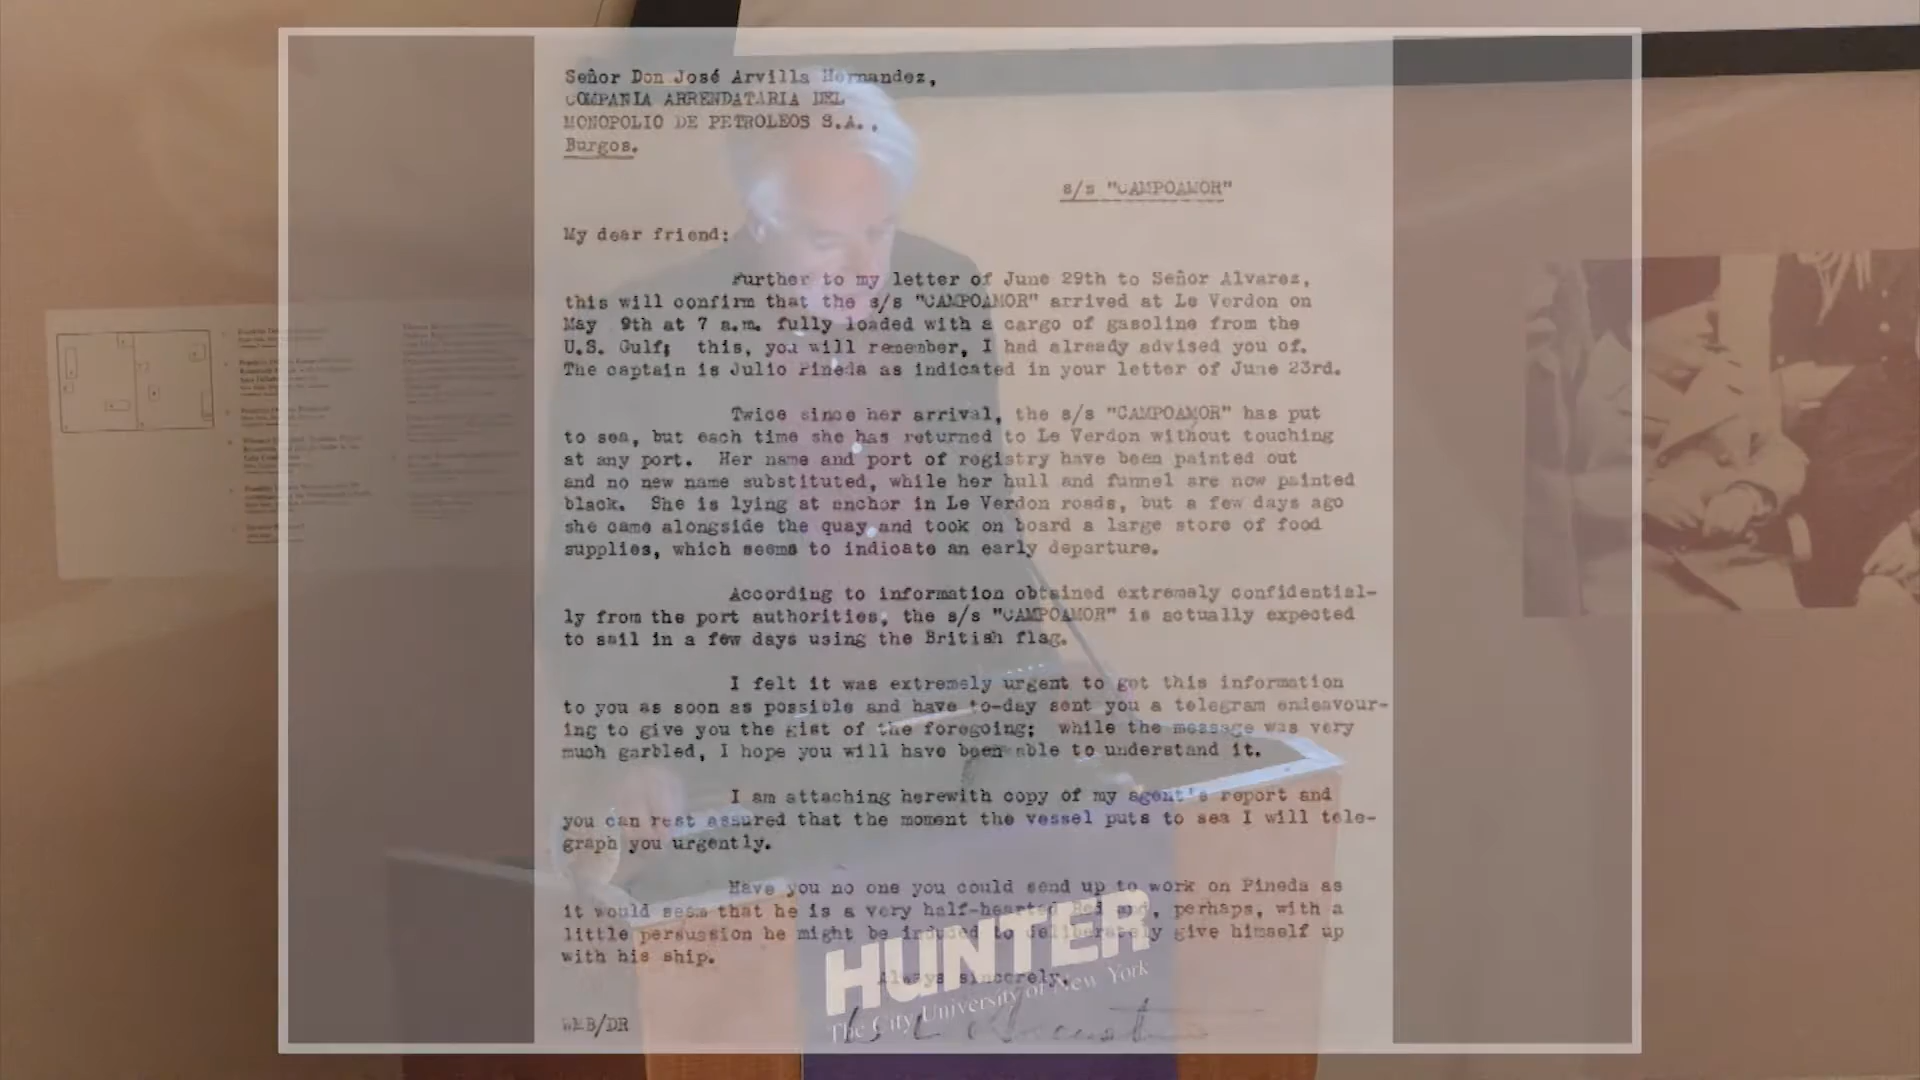 Señor Don José Arvilla Hernandez,
COMPANIA ARRENDATARIA DEL
MONOPOLIO DE PETROLEOS S.A.,
Burgos.
s/s "CAMPOAMOR"
My dear friend:
Further to my letter of June 29th to Señor Alvarez,
this will confirm that the s/s "CAMPOAMOR" arrived at Le Verdon on
May 9th at 7 a.m. fully loaded with a cargo of gasoline from the
U.S. Gulf; this, you will remember, I had already advised you of.
The captain is Julio Pineda as indicated in your letter of June 23rd.
Twice since her arrival, the s/s "CAMPOAMOR" has put
to sea, but each time she has returned to Le Verdon without touching
at any port. Her name and port of registry have been painted out
and no new name substituted, while her hull and funnel are now painted
black. She is lying at anchor in Le Verdon roads, but a few days ago
she came alongside the quay and took on board a large store of food
supplies, which seems to indicate an early departure.
According to information obtained extremely confidential-
ly from the port authorities, the s/s "CAMPOAMOR" is actually expected
to sail in a few days using the British flag.
I felt it was extremely urgent to get this information
to you as soon as possible and have to-day sent you a telegram endeavour-
ing to give you the gist of the foregoing; while the message was very
much garbled, I hope you will have been able to understand it.
I am attaching herewith copy of my agent's report and
you can rest assured that the moment the vessel puts to sea I will tele-
graph you urgently.
Have you no one you could send up to work on Pineda as
it would seem that he is a very half-hearted Red and, perhaps, with a
little persuasion he might be induced to deliberately give himself up
with his ship.
Always sincerely,
WMB/DR
HUNTER
The City University of New York